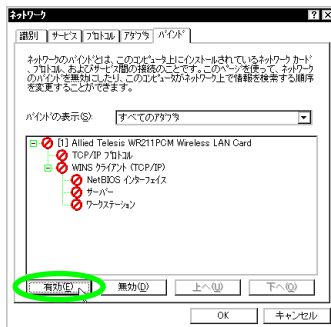 ネットワーク
識別 サービス プロトコル アダプタ バインド
ネットワークのバインドとは、このコンピュータ上にインストールされているネットワーク カード
、プロトコル、およびサービス間の接続のことです。このページを使って、ネットワーク
のバインドを無効にしたり、このコンピュータがネットワーク上で情報を検索する順序
を変更することができます。
バインドの表示(S): すべてのアダプタ
[1] Allied Telesis WR211PCM Wireless LAN Card
TCP/IP プロトコル
WINS クライアント (TCP/IP)
NetBIOS インターフェイス
サーバー
ワークステーション
有効(E) 無効(D) 上へ(U) 下へ(O)
OK キャンセル